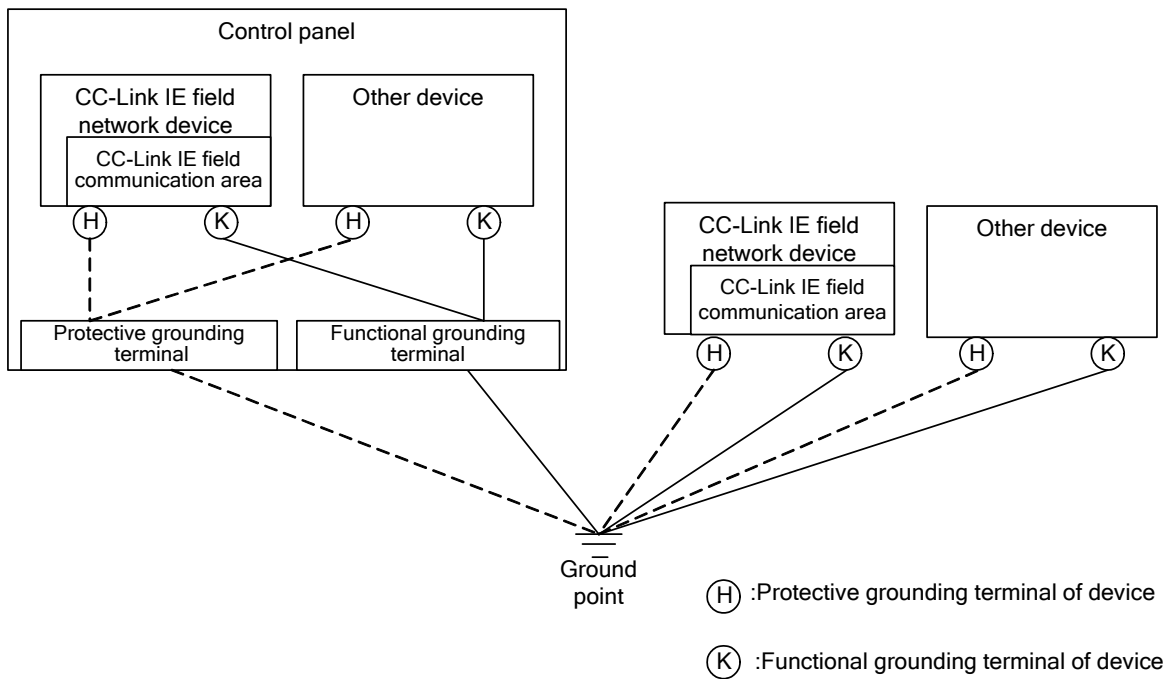 Control panel
CC-Link IE field
network device
CC-Link IE field
communication area
Other device
H
K
H
K
Protective grounding
terminal
Functional grounding
terminal
CC-Link IE field
network device
CC-Link IE field
communication area
Other device
H
K
H
K
Ground
point
H :Protective grounding terminal of device
K :Functional grounding terminal of device